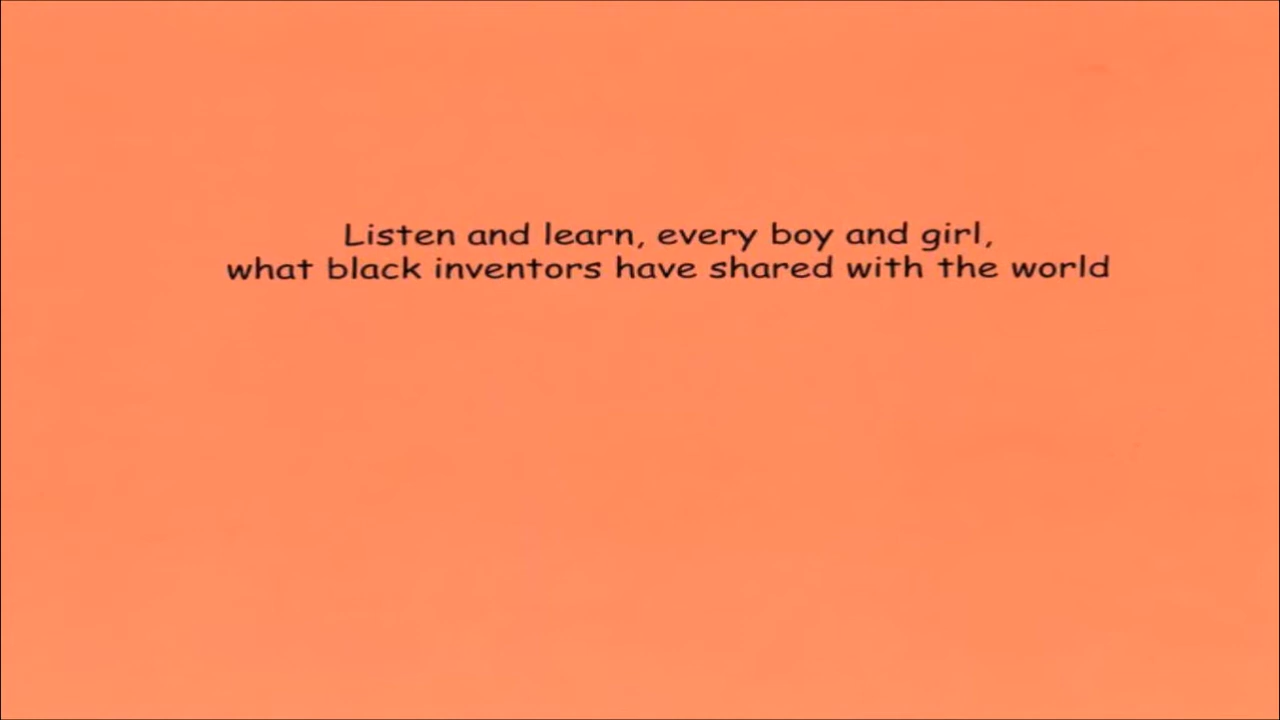 Listen and learn, every boy and girl,
what black inventors have shared with the world